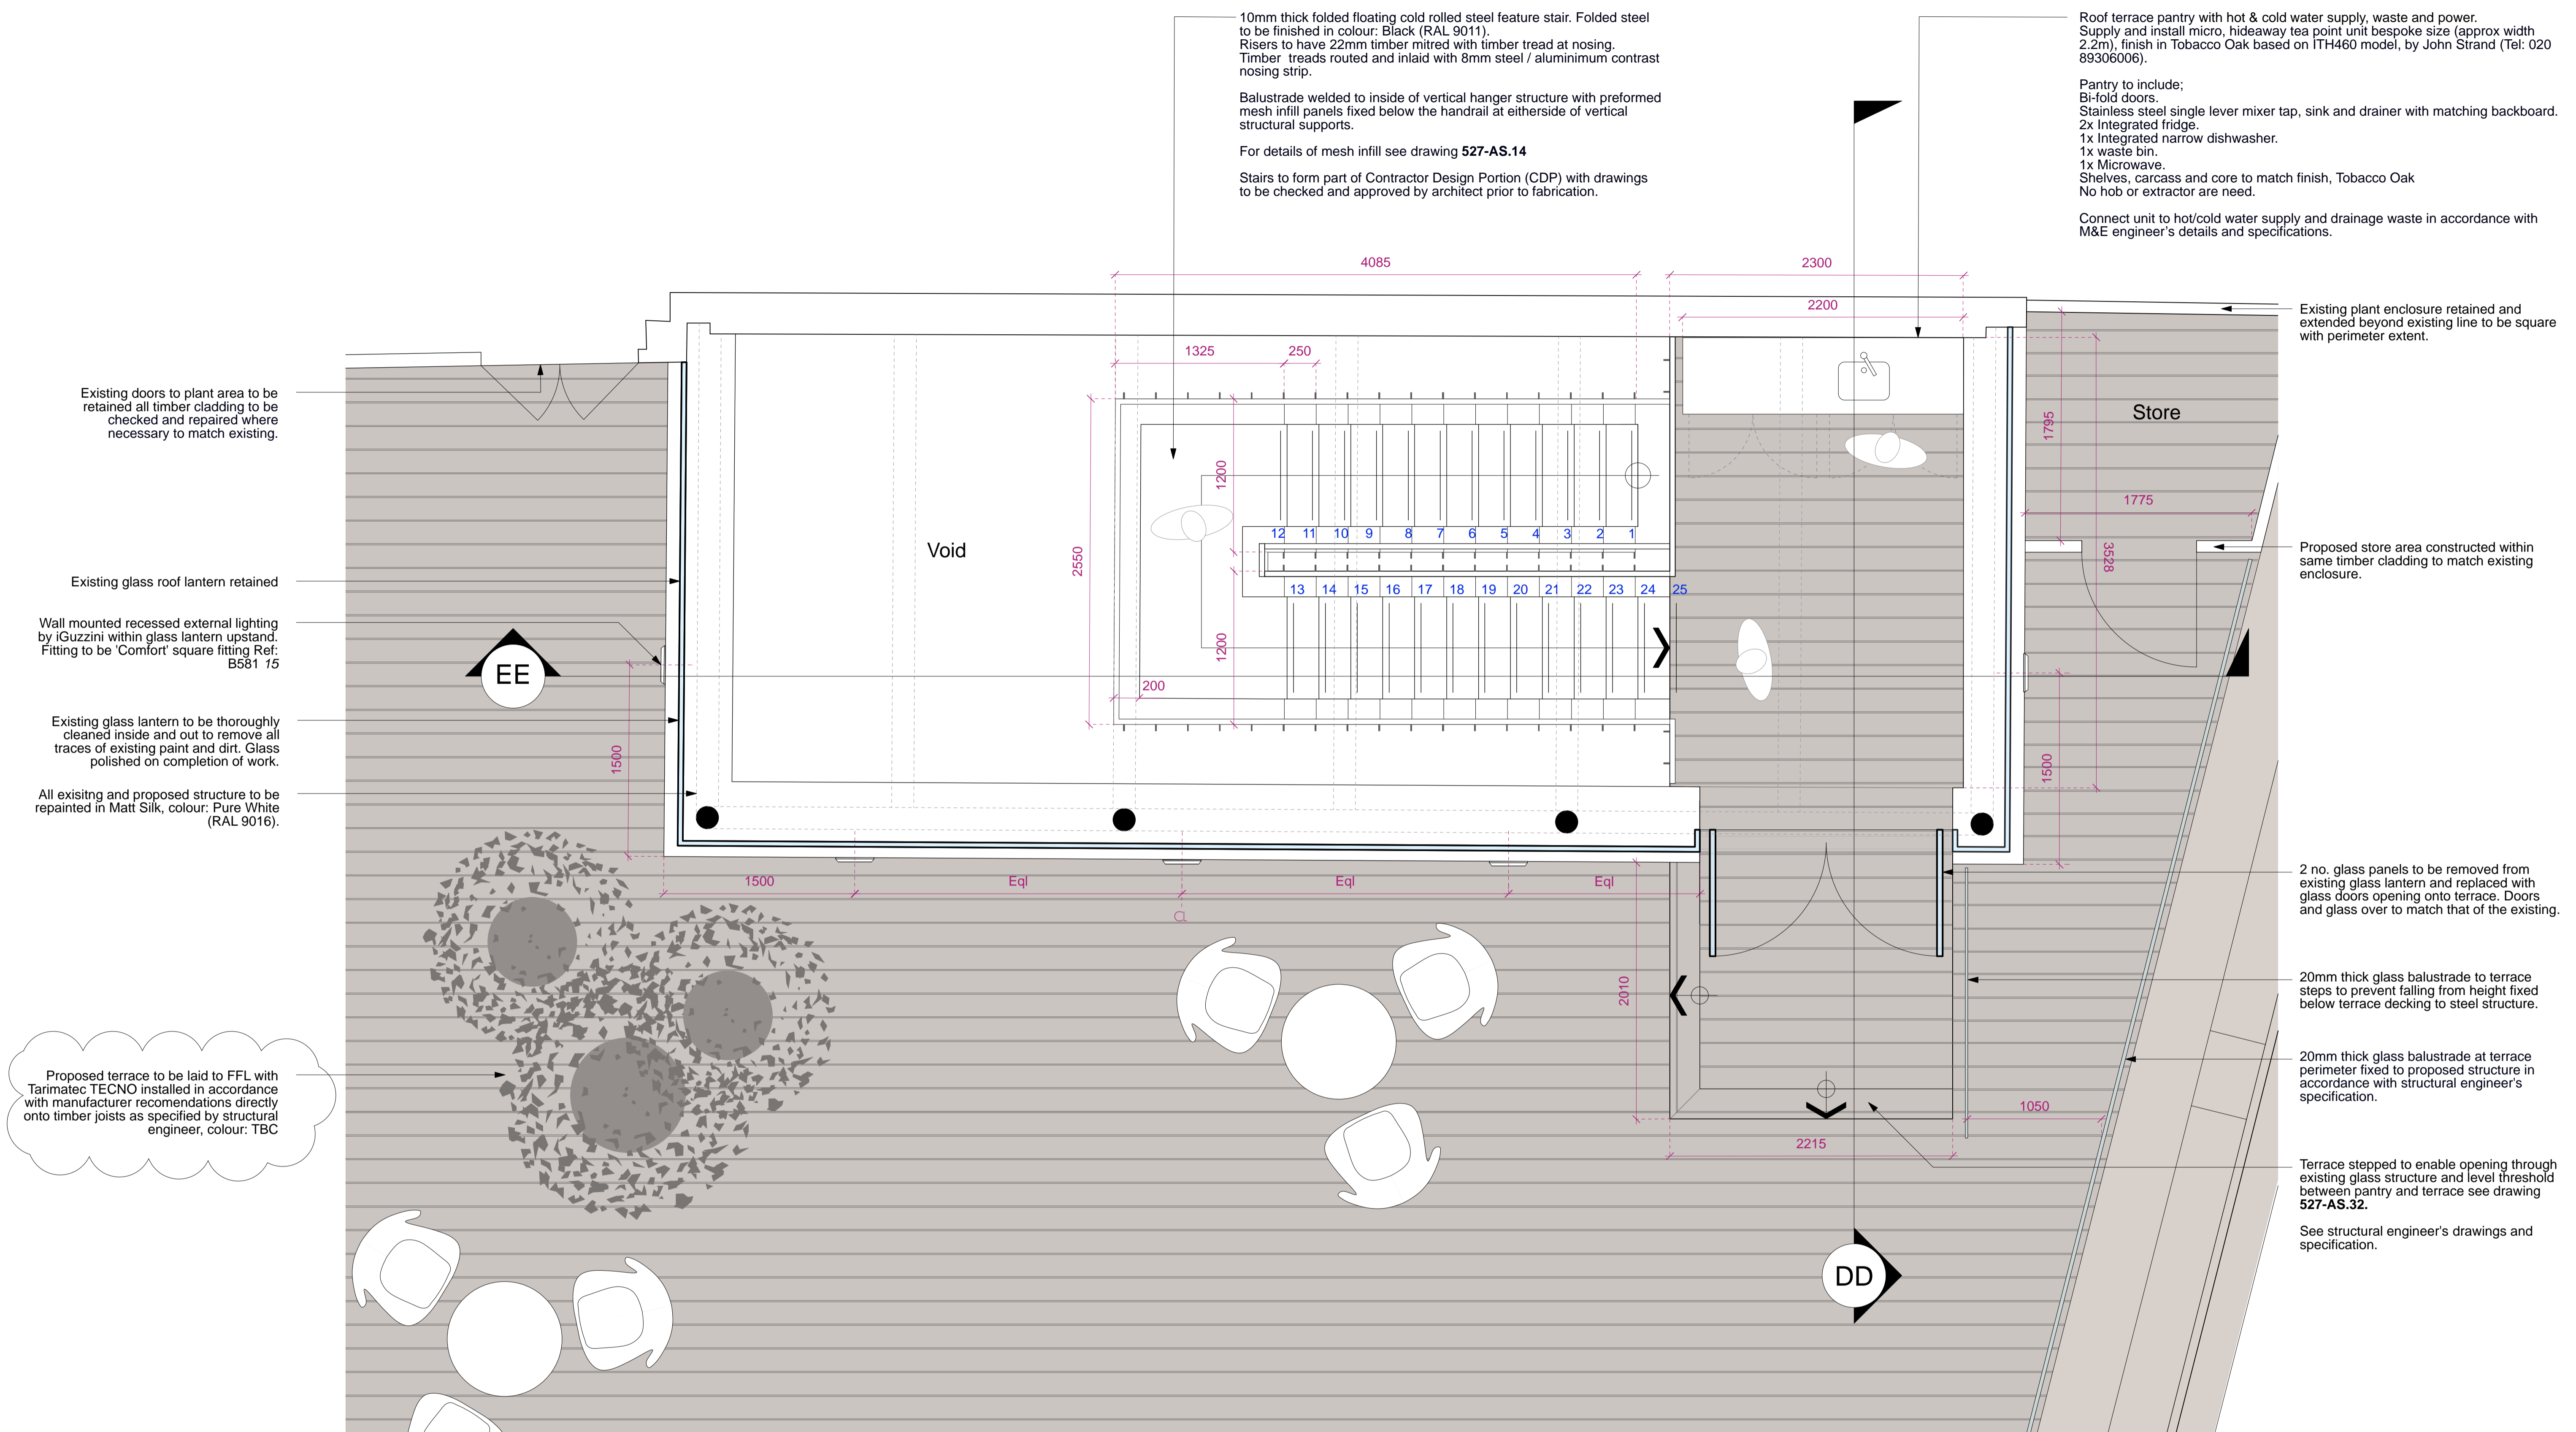 10mm thick folded floating cold rolled steel feature stair. Folded steel
to be finished in colour: Black (RAL 9011).
Risers to have 22mm timber mitred with timber tread at nosing.
Timber  treads routed and inlaid with 8mm steel / aluminimum contrast
nosing strip.
Balustrade welded to inside of vertical hanger structure with preformed
mesh infill panels fixed below the handrail at eitherside of vertical
structural supports.
For details of mesh infill see drawing 527-AS.14
Stairs to form part of Contractor Design Portion (CDP) with drawings
to be checked and approved by architect prior to fabrication.
Roof terrace pantry with hot & cold water supply, waste and power.
Supply and install micro, hideaway tea point unit bespoke size (approx width
2.2m), finish in Tobacco Oak based on ITH460 model, by John Strand (Tel: 020
89306006).
Pantry to include;
Bi-fold doors.
Stainless steel single lever mixer tap, sink and drainer with matching backboard.
2x Integrated fridge.
1x Integrated narrow dishwasher.
1x waste bin.
1x Microwave.
Shelves, carcass and core to match finish, Tobacco Oak
No hob or extractor are need.
Connect unit to hot/cold water supply and drainage waste in accordance with
M&E engineer's details and specifications.
4085
2300
2200
1325
250
Existing plant enclosure retained and
extended beyond existing line to be square
with perimeter extent.
Existing doors to plant area to be
retained all timber cladding to be
checked and repaired where
necessary to match existing.
Store
1795
1775
3528
1200
2550
Void
12 11 10 9 8 7 6 5 4 3 2 1
13 14 15 16 17 18 19 20 21 22 23 24 25
1200
200
Proposed store area constructed within
same timber cladding to match existing
enclosure.
Existing glass roof lantern retained
Wall mounted recessed external lighting
by iGuzzini within glass lantern upstand.
Fitting to be 'Comfort' square fitting Ref:
B581 15
EE
Existing glass lantern to be thoroughly
cleaned inside and out to remove all
traces of existing paint and dirt. Glass
polished on completion of work.
1500
1500
All exisitng and proposed structure to be
repainted in Matt Silk, colour: Pure White
(RAL 9016).
1500
Eql
Eql
Eql
a
2010
2 no. glass panels to be removed from
existing glass lantern and replaced with
glass doors opening onto terrace. Doors
and glass over to match that of the existing.
20mm thick glass balustrade to terrace
steps to prevent falling from height fixed
below terrace decking to steel structure.
20mm thick glass balustrade at terrace
perimeter fixed to proposed structure in
accordance with structural engineer's
specification.
Proposed terrace to be laid to FFL with
Tarimatec TECNO installed in accordance
with manufacturer recomendations directly
onto timber joists as specified by structural
engineer, colour: TBC
1050
2215
Terrace stepped to enable opening through
existing glass structure and level threshold
between pantry and terrace see drawing
527-AS.32.
See structural engineer's drawings and
specification.
DD